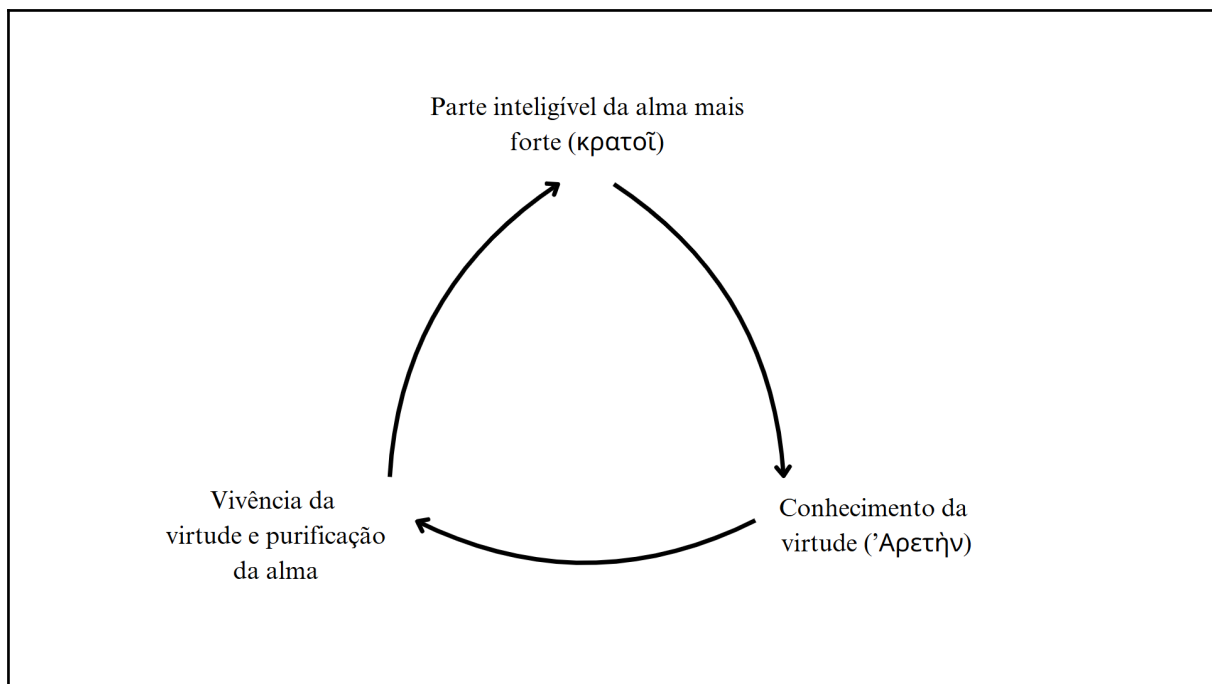 Parte inteligível da alma mais
forte (κρατοῖ)
Vivência da
virtude e purificação
da alma
Conhecimento da
virtude (’Αρετὴν)